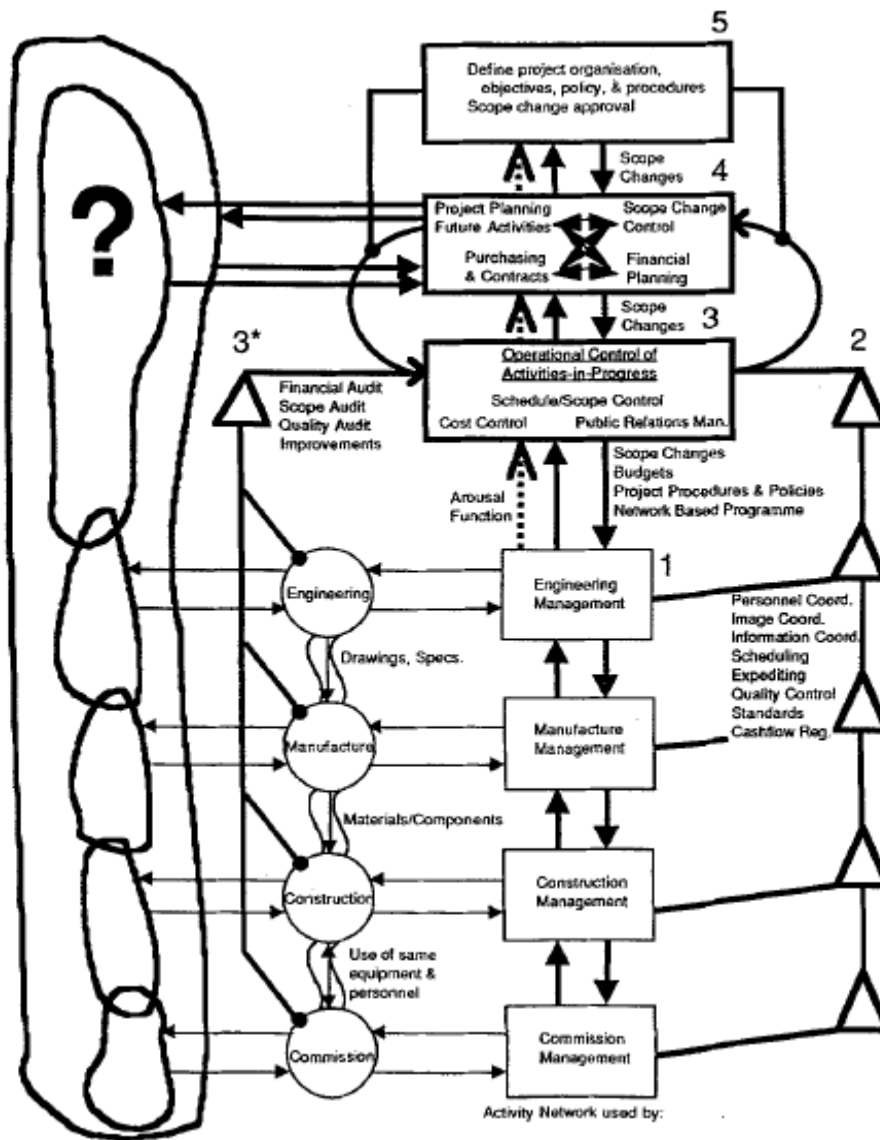 5
Define project organisation,
objectives, policy, & procedures
Scope change approval
Scope
Changes
4
?
Project Planning
Future Activities
Scope Change
Control
Purchasing
& Contracts
Financial
Planning
Scope
Changes
3
3*
2
Operational Control of
Activities-in-Progress
Schedule/Scope Control
Cost Control
Public Relations Man.
Financial Audit
Scope Audit
Quality Audit
Improvements
Arousal
Function
Scope Changes
Budgets
Project Procedures & Policies
Network Based Programme
1
Engineering
Engineering
Management
Personnel Coord.
Image Coord.
Information Coord.
Scheduling
Expediting
Quality Control
Standards
Cashflow Reg.
Drawings, Specs.
Manufacture
Manufacture
Management
Materials/Components
Construction
Construction
Management
Use of same
equipment &
personnel
Commission
Commission
Management
Activity Network used by: